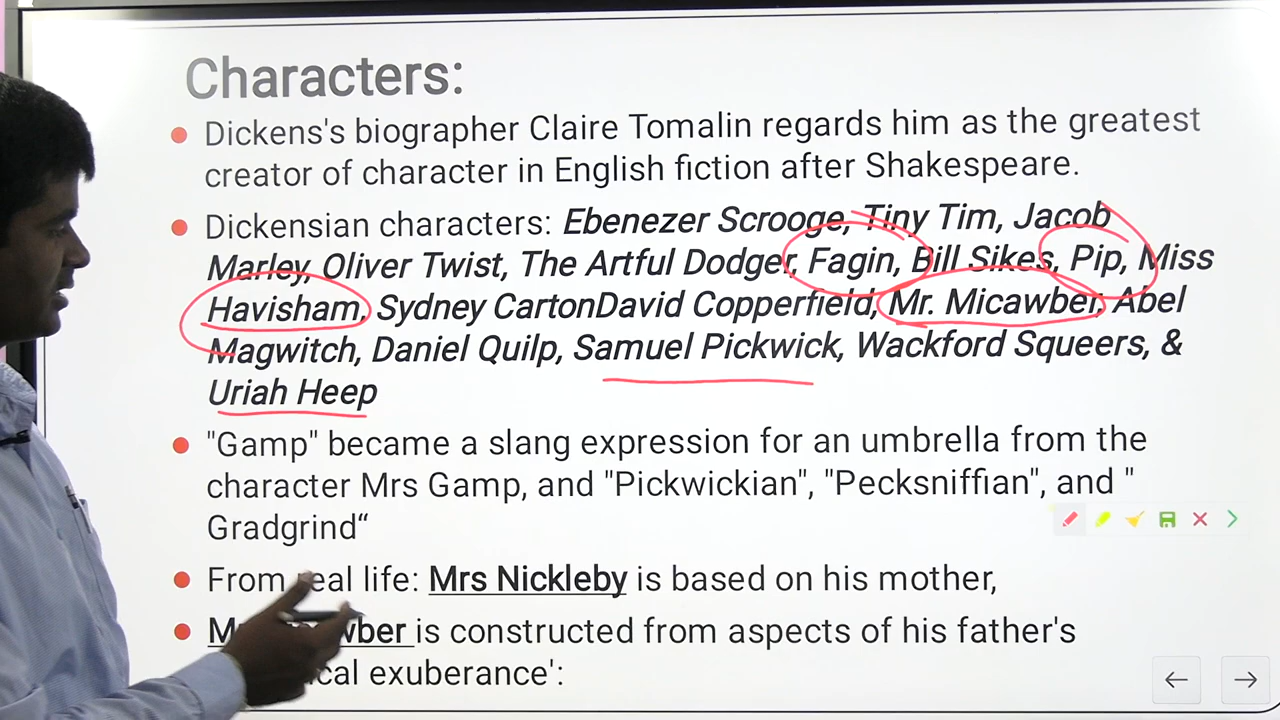 Characters:
Dickens's biographer Claire Tomalin regards him as the greatest
creator of character in English fiction after Shakespeare.
Dickensian characters: Ebenezer Scrooge, Tiny Tim, Jacob
Marley, Oliver Twist, The Artful Dodger, Fagin, Bill Sikes, Pip, Miss
Havisham, Sydney CartonDavid Copperfield, Mr. Micawber, Abel
Magwitch, Daniel Quilp, Samuel Pickwick, Wackford Squeers, &
Uriah Heep
"Gamp" became a slang expression for an umbrella from the
character Mrs Gamp, and "Pickwickian", "Pecksniffian", and "
Gradgrind“
From real life: Mrs Nickleby is based on his mother,
is constructed from aspects of his father's
exuberance':